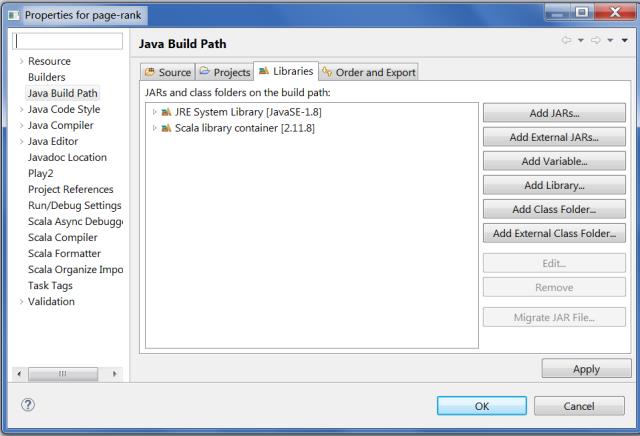 Properties for page-rank
Java Build Path
Resource
Builders
Java Build Path
Java Code Style
Java Compiler
Java Editor
Javadoc Location
Play2
Project References
Run/Debug Settings
Scala Async Debugge
Scala Compiler
Scala Formatter
Scala Organize Impo
Task Tags
Validation
Source
Projects
Libraries
Order and Export
JARs and class folders on the build path:
JRE System Library [JavaSE-1.8]
Scala library container [2.11.8]
Add JARs...
Add External JARs...
Add Variable...
Add Library...
Add Class Folder...
Add External Class Folder...
Edit...
Remove
Migrate JAR File...
Apply
?
OK
Cancel